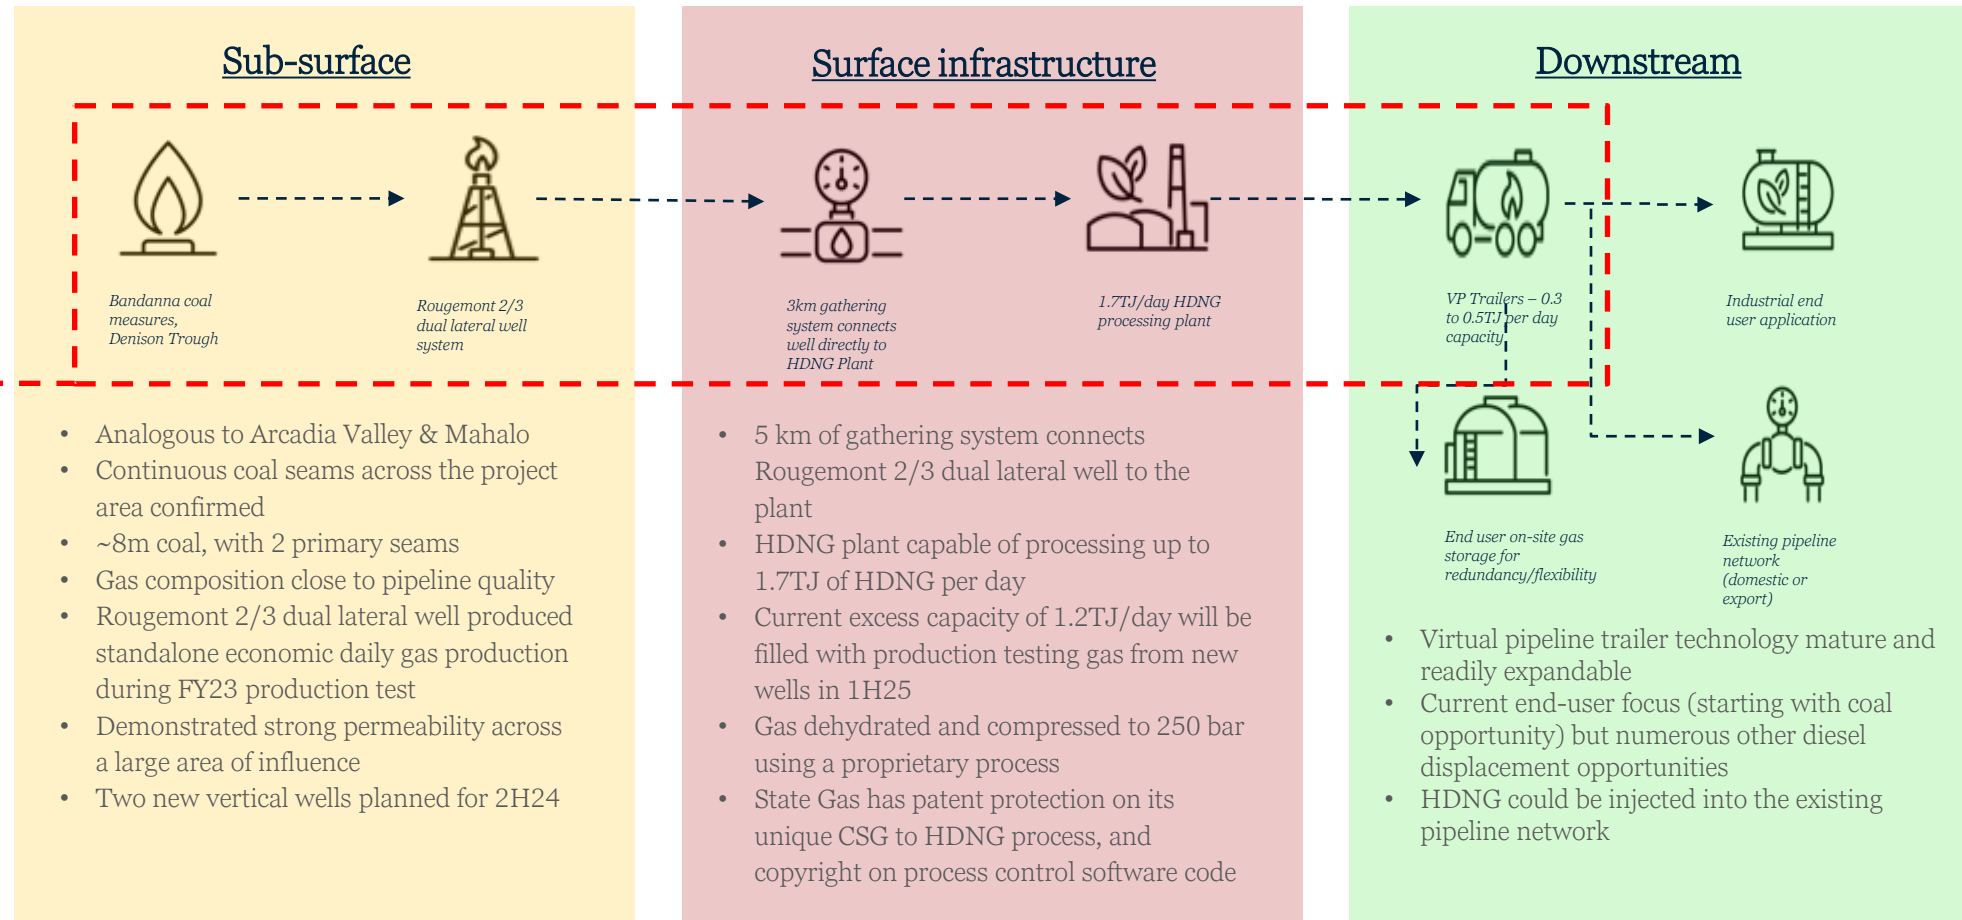 Sub-surface
Bandanna coal
measures,
Denison Trough
Rougemont 2/3
dual lateral well
system
• Analogous to Arcadia Valley & Mahalo
• Continuous coal seams across the project
area confirmed
• ~8m coal, with 2 primary seams
• Gas composition close to pipeline quality
• Rougemont 2/3 dual lateral well produced
standalone economic daily gas production
during FY23 production test
• Demonstrated strong permeability across
a large area of influence
• Two new vertical wells planned for 2H24
Surface infrastructure
3km gathering
system connects
well directly to
HDNG Plant
1.7TJ/day HDNG
processing plant
• 5 km of gathering system connects
Rougemont 2/3 dual lateral well to the
plant
• HDNG plant capable of processing up to
1.7TJ of HDNG per day
• Current excess capacity of 1.2TJ/day will be
filled with production testing gas from new
wells in 1H25
• Gas dehydrated and compressed to 250 bar
using a proprietary process
• State Gas has patent protection on its
unique CSG to HDNG process, and
copyright on process control software code
Downstream
VP Trailers – 0.3
to 0.5TJ per day
capacity
Industrial end
user application
End user on-site gas
storage for
redundancy/flexibility
Existing pipeline
network
(domestic or
export)
• Virtual pipeline trailer technology mature and
readily expandable
• Current end-user focus (starting with coal
opportunity) but numerous other diesel
displacement opportunities
• HDNG could be injected into the existing
pipeline network